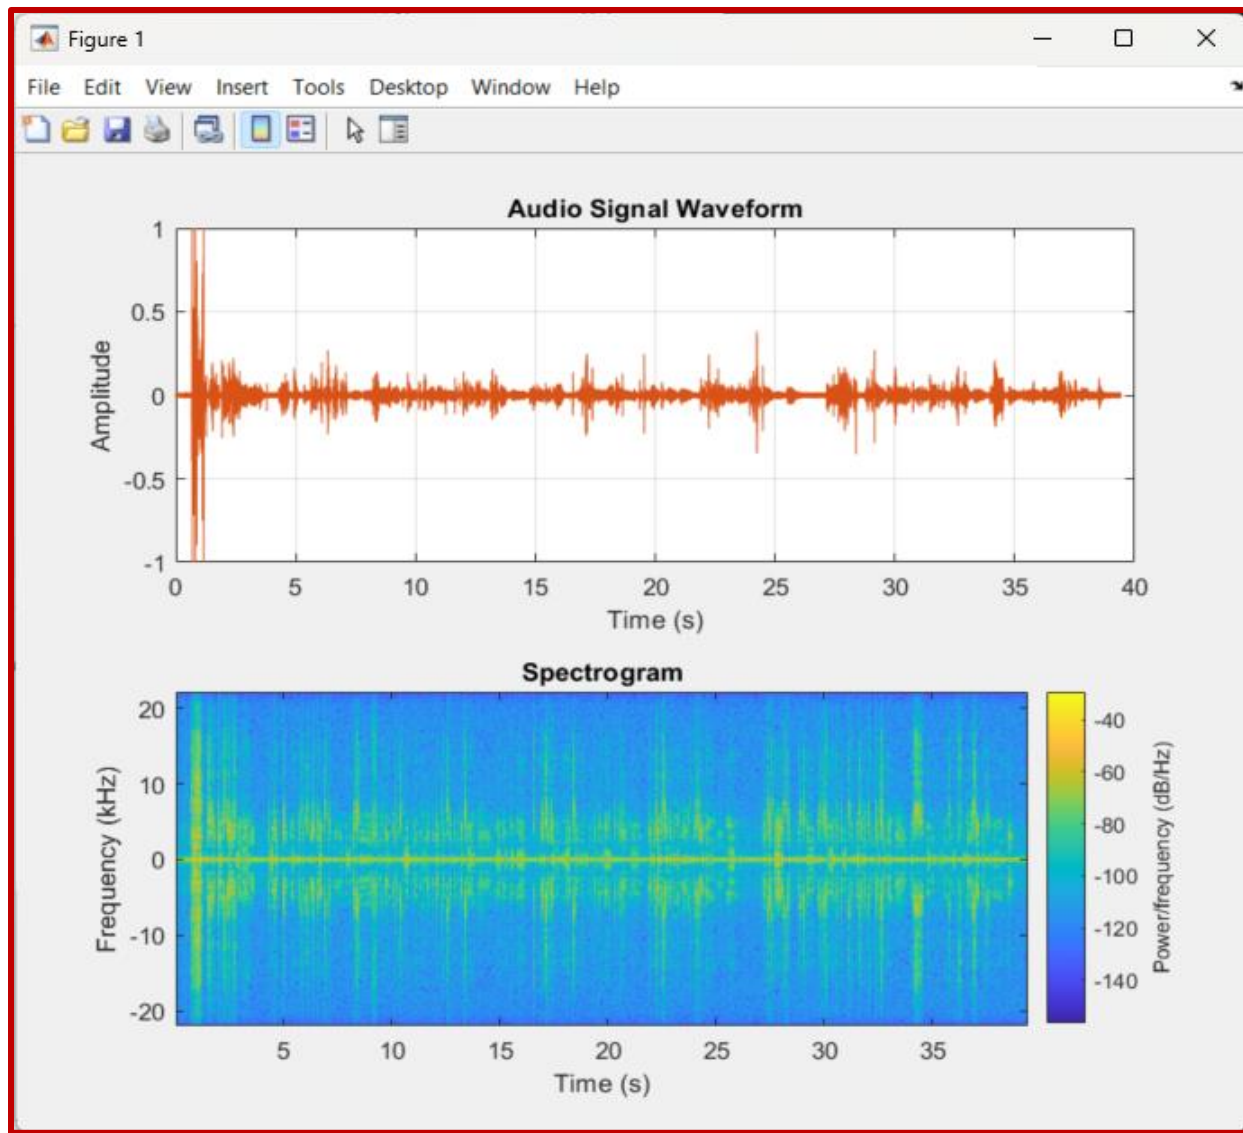 Figure 1
File Edit View Insert Tools Desktop Window Help
Audio Signal Waveform
1
0.5
0
-0.5
-1
Amplitude
0 5 10 15 20 25 30 35 40
Time (s)
Spectrogram
20
10
0
-10
-20
Frequency (kHz)
5 10 15 20 25 30 35
Time (s)
-40
-60
-80
-100
-120
-140
Power/frequency (dB/Hz)